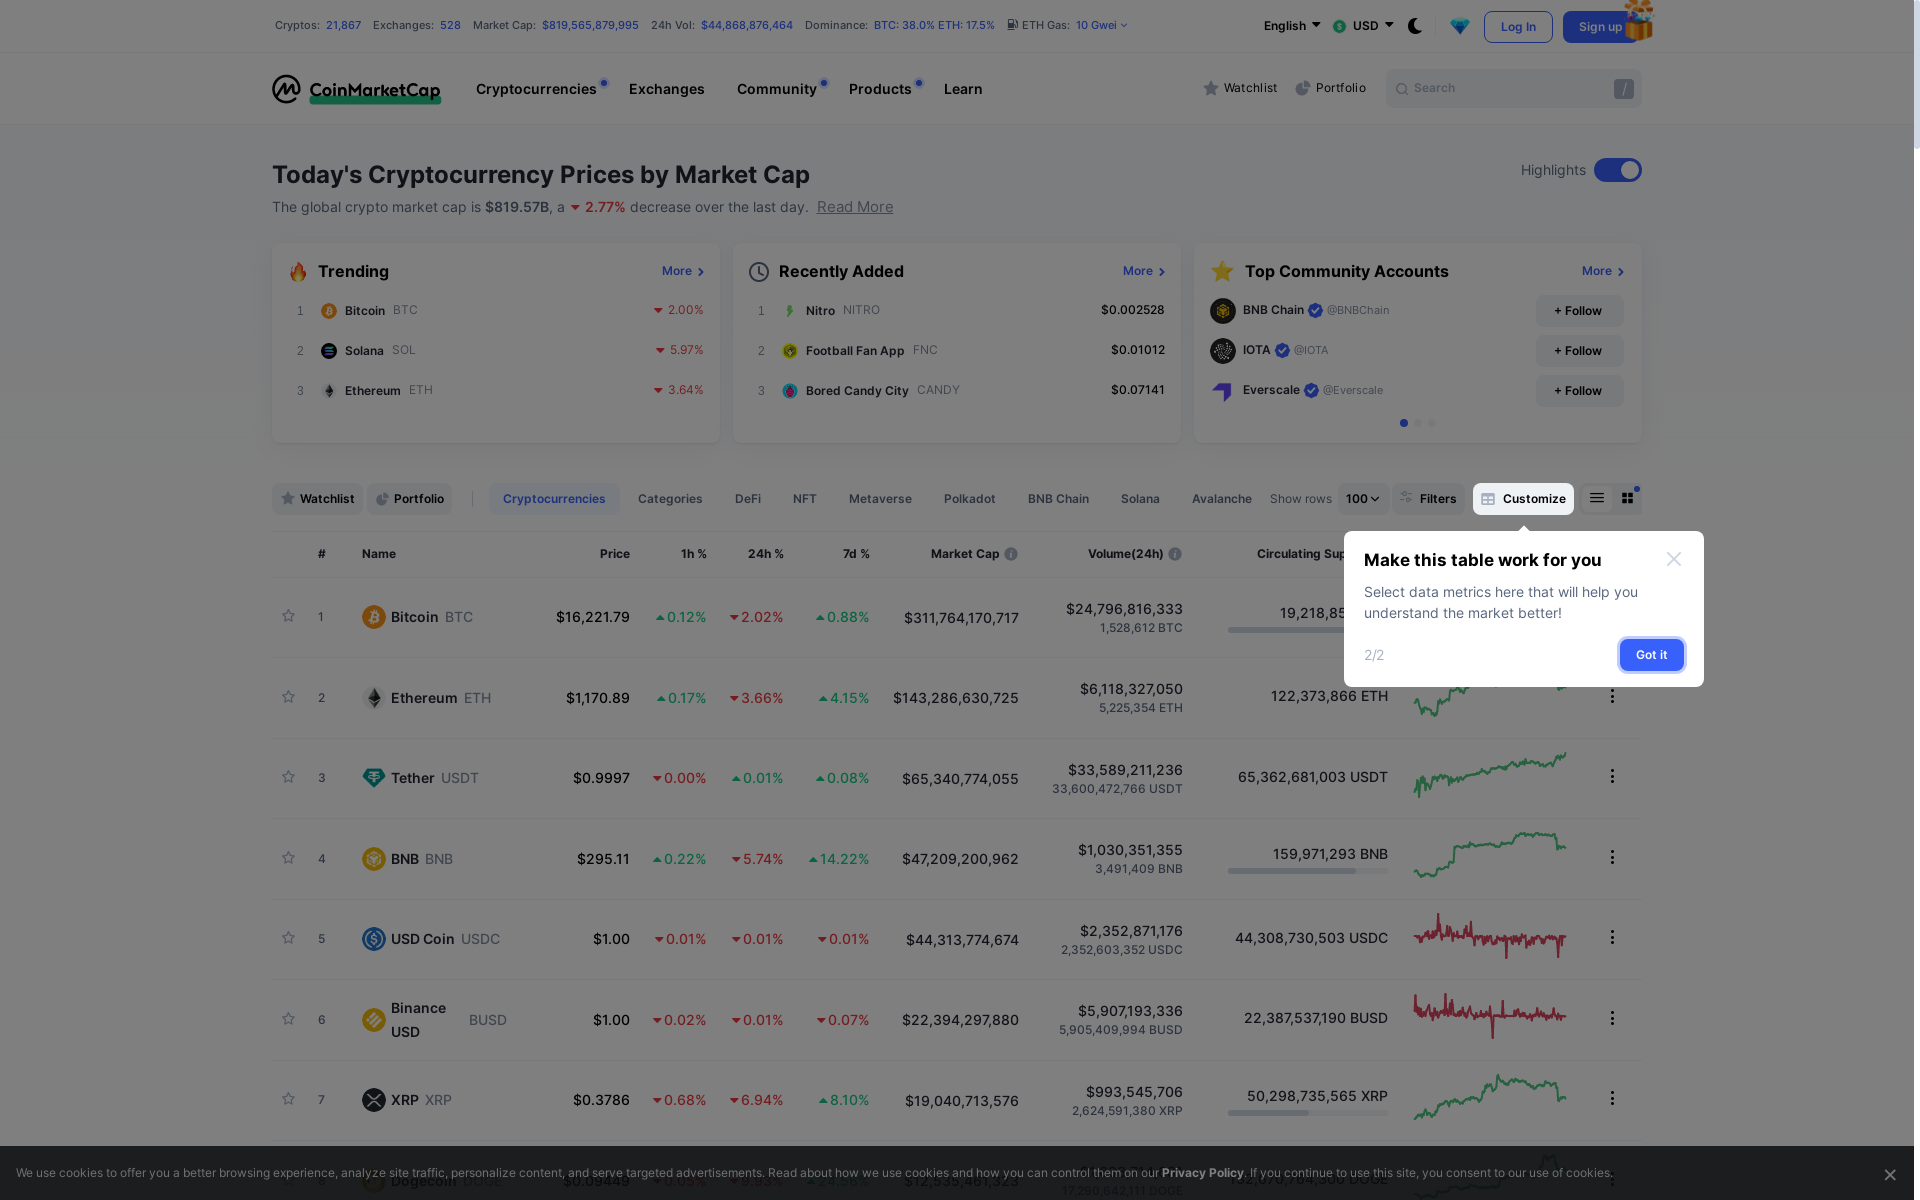 Cryptos: 21,867 Exchanges: 528 Market Cap: $819,565,879,995 24h Vol: $44,868,876,464 Dominance: BTC: 38.0% ETH: 17.5% ETH Gas: 10 Gwei
English USD Log In Sign up
CoinMarketCap Cryptocurrencies Exchanges Community Products Learn Watchlist Portfolio Search /
Today's Cryptocurrency Prices by Market Cap
Highlights
The global crypto market cap is $819.57B, a 2.77% decrease over the last day. Read More
Trending More
1 Bitcoin BTC 2.00%
2 Solana SOL 5.97%
3 Ethereum ETH 3.64%
Recently Added More
1 Nitro NITRO $0.002528
2 Football Fan App FNC $0.01012
3 Bored Candy City CANDY $0.07141
Top Community Accounts More
BNB Chain @BNBChain + Follow
IOTA @IOTA + Follow
Everscale @Everscale + Follow
Watchlist Portfolio Cryptocurrencies Categories DeFi NFT Metaverse Polkadot BNB Chain Solana Avalanche Show rows 100 Filters Customize
# Name Price 1h % 24h % 7d % Market Cap Volume(24h) Circulating
Make this table work for you
Select data metrics here that will help you
understand the market better!
2/2 Got it
1 Bitcoin BTC $16,221.79 0.12% 2.02% 0.88% $311,764,170,717 $24,796,816,333
1,528,612 BTC
2 Ethereum ETH $1,170.89 0.17% 3.66% 4.15% $143,286,630,725 $6,118,327,050 122,373,866 ETH
5,225,354 ETH
3 Tether USDT $0.9997 0.00% 0.01% 0.08% $65,340,774,055 $33,589,211,236 65,362,681,003 USDT
33,600,472,766 USDT
4 BNB BNB $295.11 0.22% 5.74% 14.22% $47,209,200,962 $1,030,351,355 159,971,293 BNB
3,491,409 BNB
5 USD Coin USDC $1.00 0.01% 0.01% 0.01% $44,313,774,674 $2,352,871,176 44,308,730,503 USDC
2,352,603,352 USDC
6 Binance USD BUSD $1.00 0.02% 0.01% 0.07% $22,394,297,880 $5,907,193,336 22,387,537,190 BUSD
5,905,409,994 BUSD
7 XRP XRP $0.3786 0.68% 6.94% 8.10% $19,040,713,576 $993,545,706 50,298,735,565 XRP
2,624,591,380 XRP
We use cookies to offer you a better browsing experience, analyze site traffic, personalize content, and serve targeted advertisements. Read about how we use cookies and how you can control them on our Privacy Policy. If you continue to use this site, you consent to our use of cookies.
Dogecoin DOGE